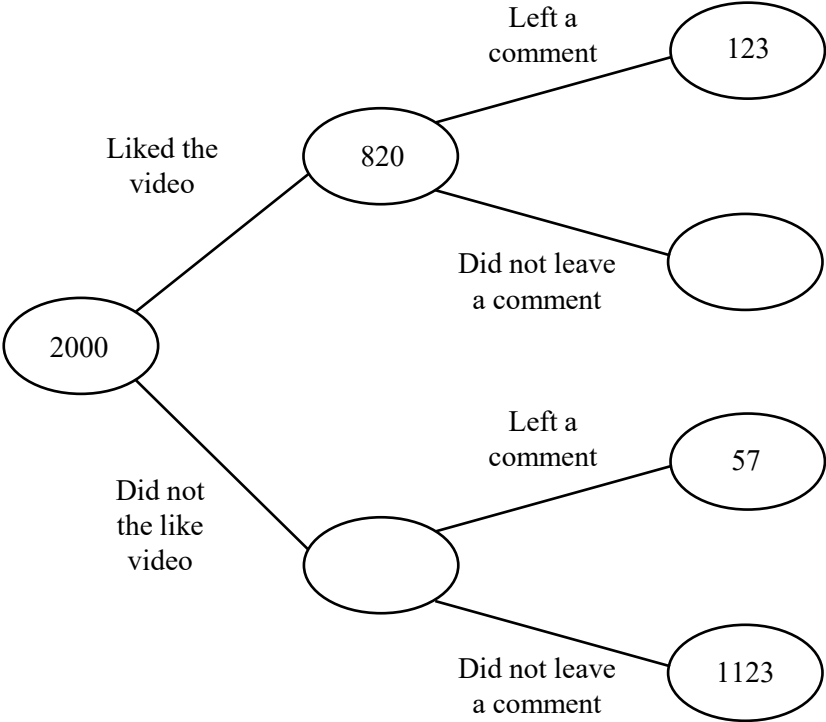 Left a
comment
123
Liked the
video
820
Did not leave
a comment
2000
Left a
comment
57
Did not
the like
video
Did not leave
a comment
1123